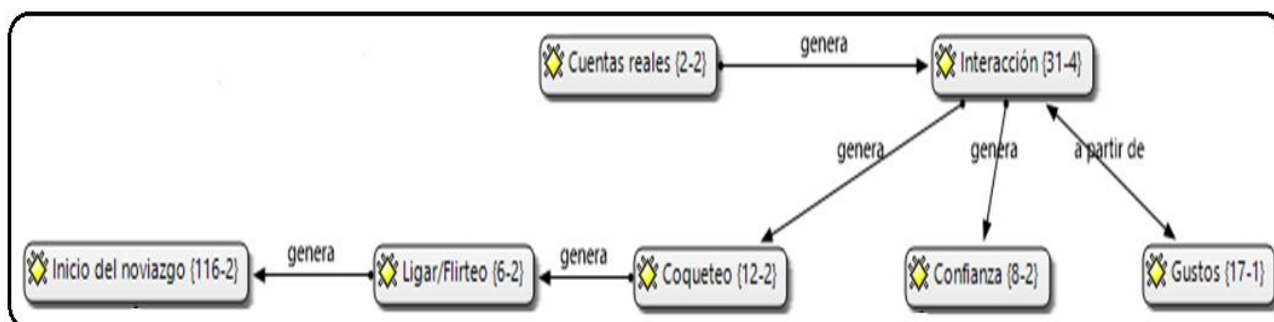 Cuentas reales {2-2}
genera
Interacción {31-4}
genera
genera
a partir de
Inicio del noviazgo {116-2}
genera
Ligar/Flirteo {6-2}
genera
Coqueteo {12-2}
Confianza {8-2}
Gustos {17-1}